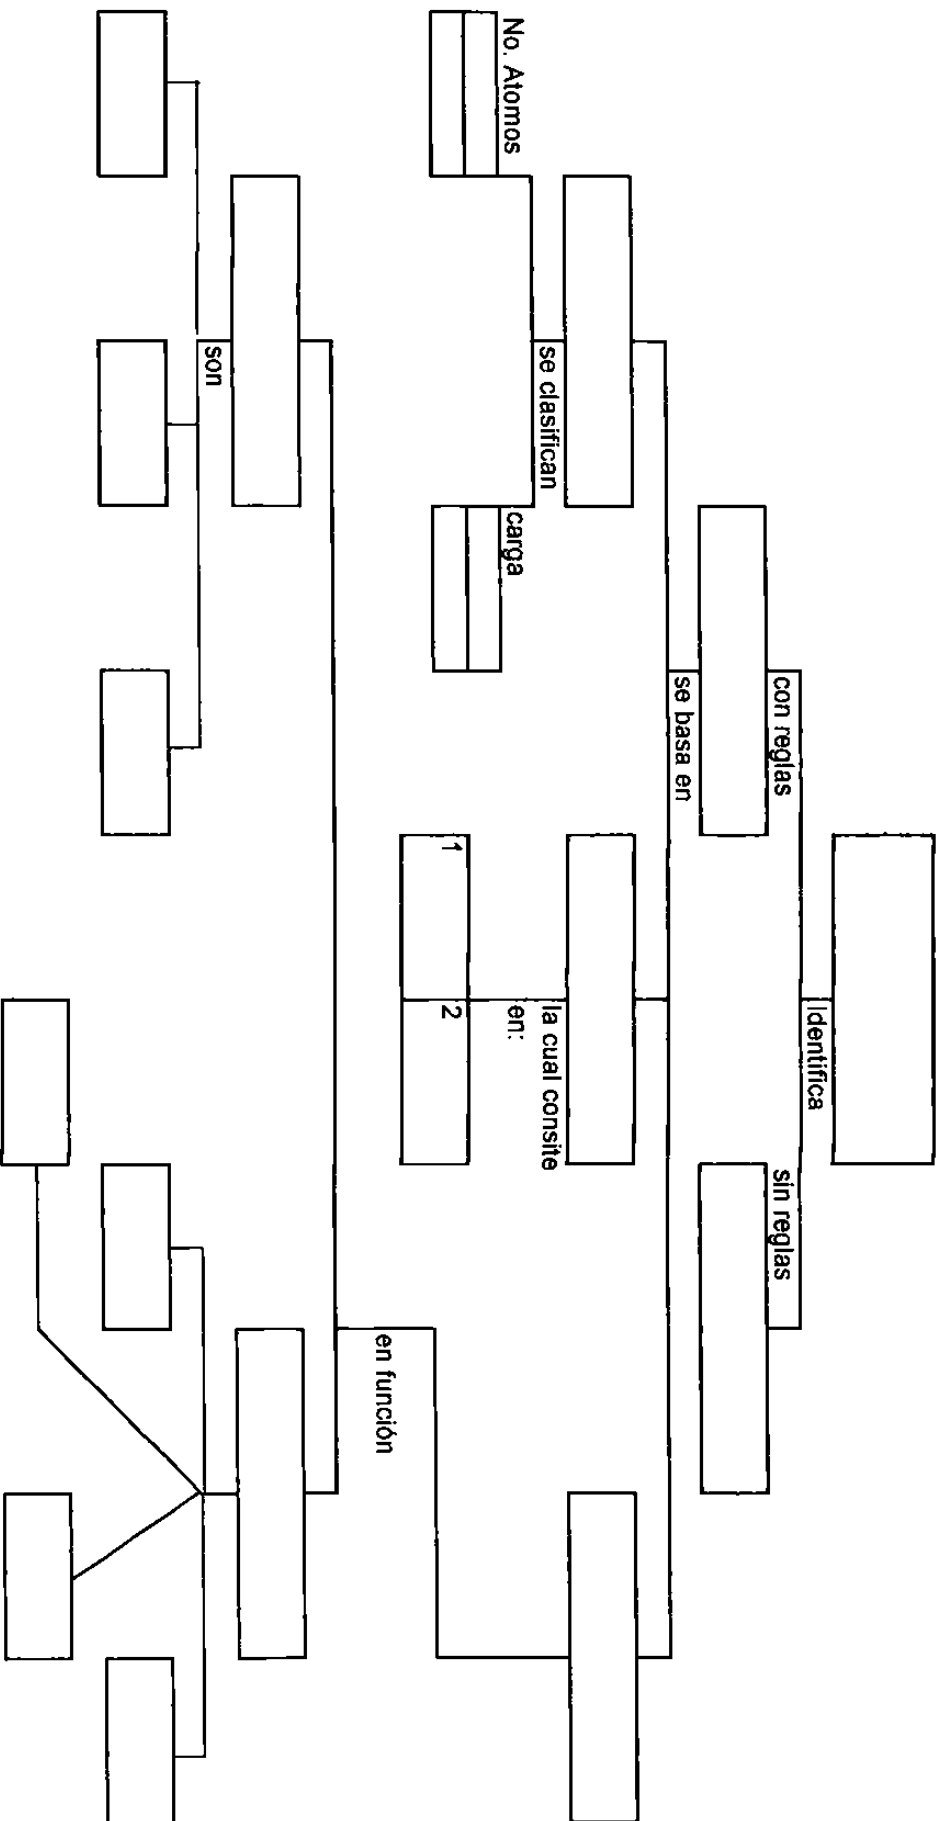 Identifica
con reglas
sin reglas
se basa en
se clasifican
la cual consite
en:
No. Atomos
carga
1
2
en función
son